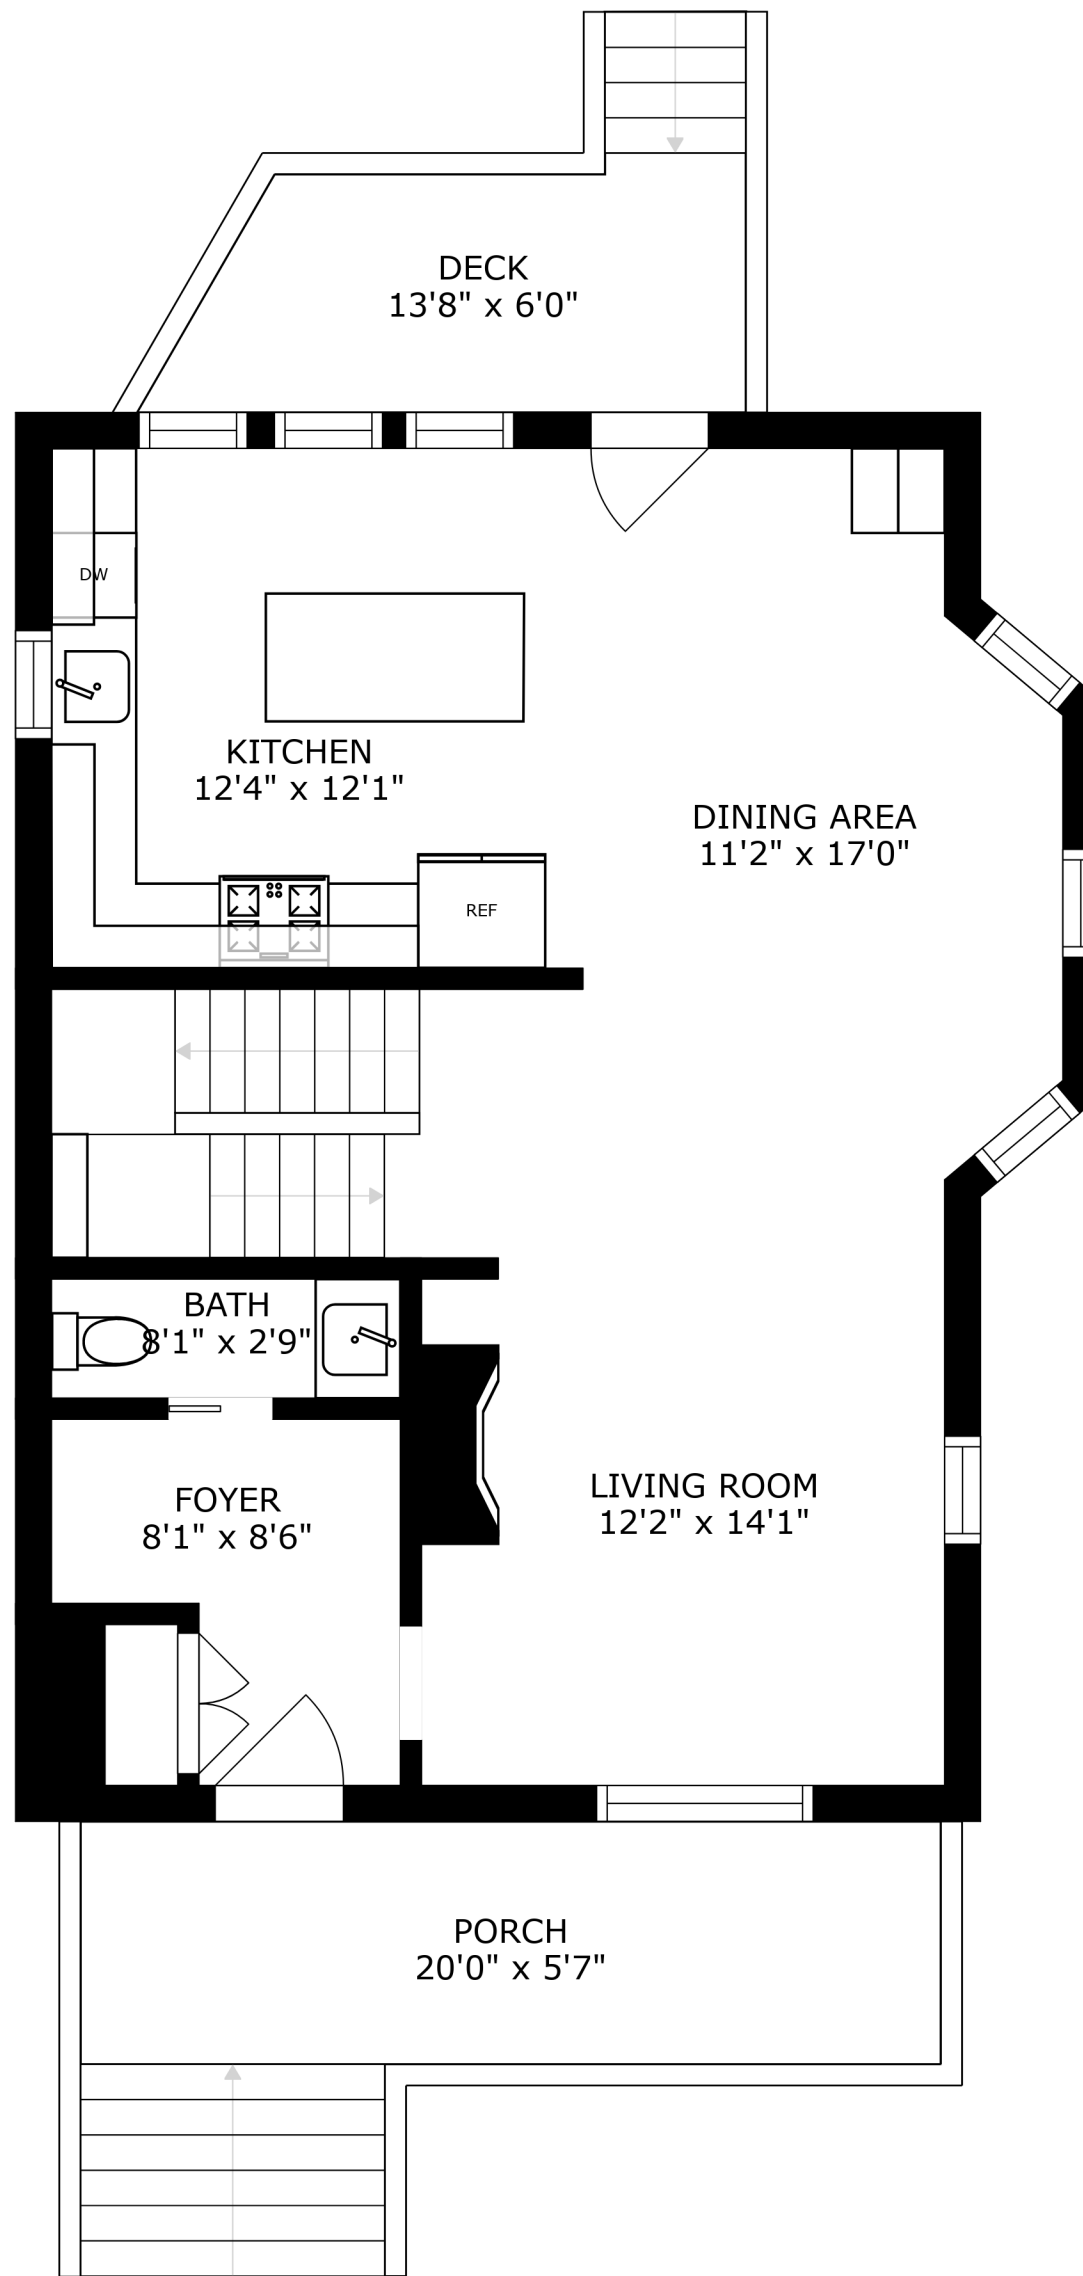 DECK
13'8" x 6'0"
DW
KITCHEN
12'4" x 12'1"
DINING AREA
11'2" x 17'0"
REF
BATH
8'1" x 2'9"
LIVING ROOM
12'2" x 14'1"
FOYER
8'1" x 8'6"
PORCH
20'0" x 5'7"